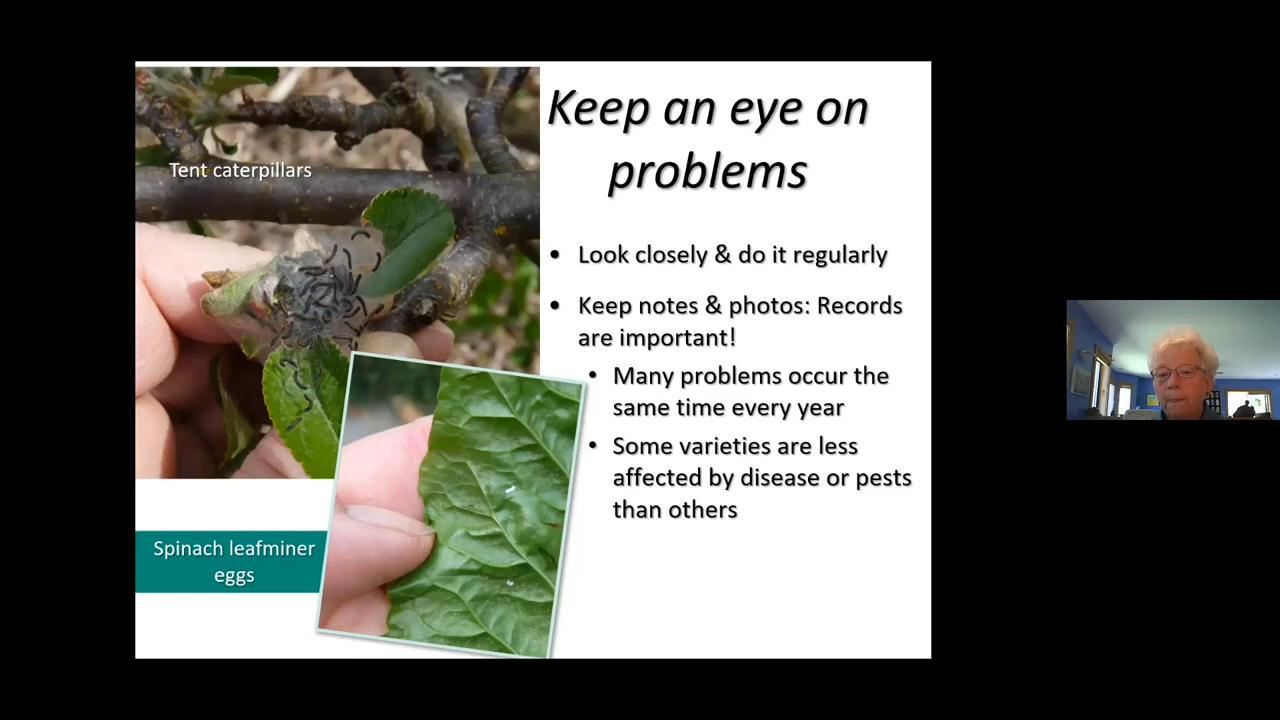 Keep an eye on
problems
Tent caterpillars
• Look closely & do it regularly
• Keep notes & photos: Records
are important!
• Many problems occur the
same time every year
• Some varieties are less
affected by disease or pests
than others
Spinach leafminer
eggs